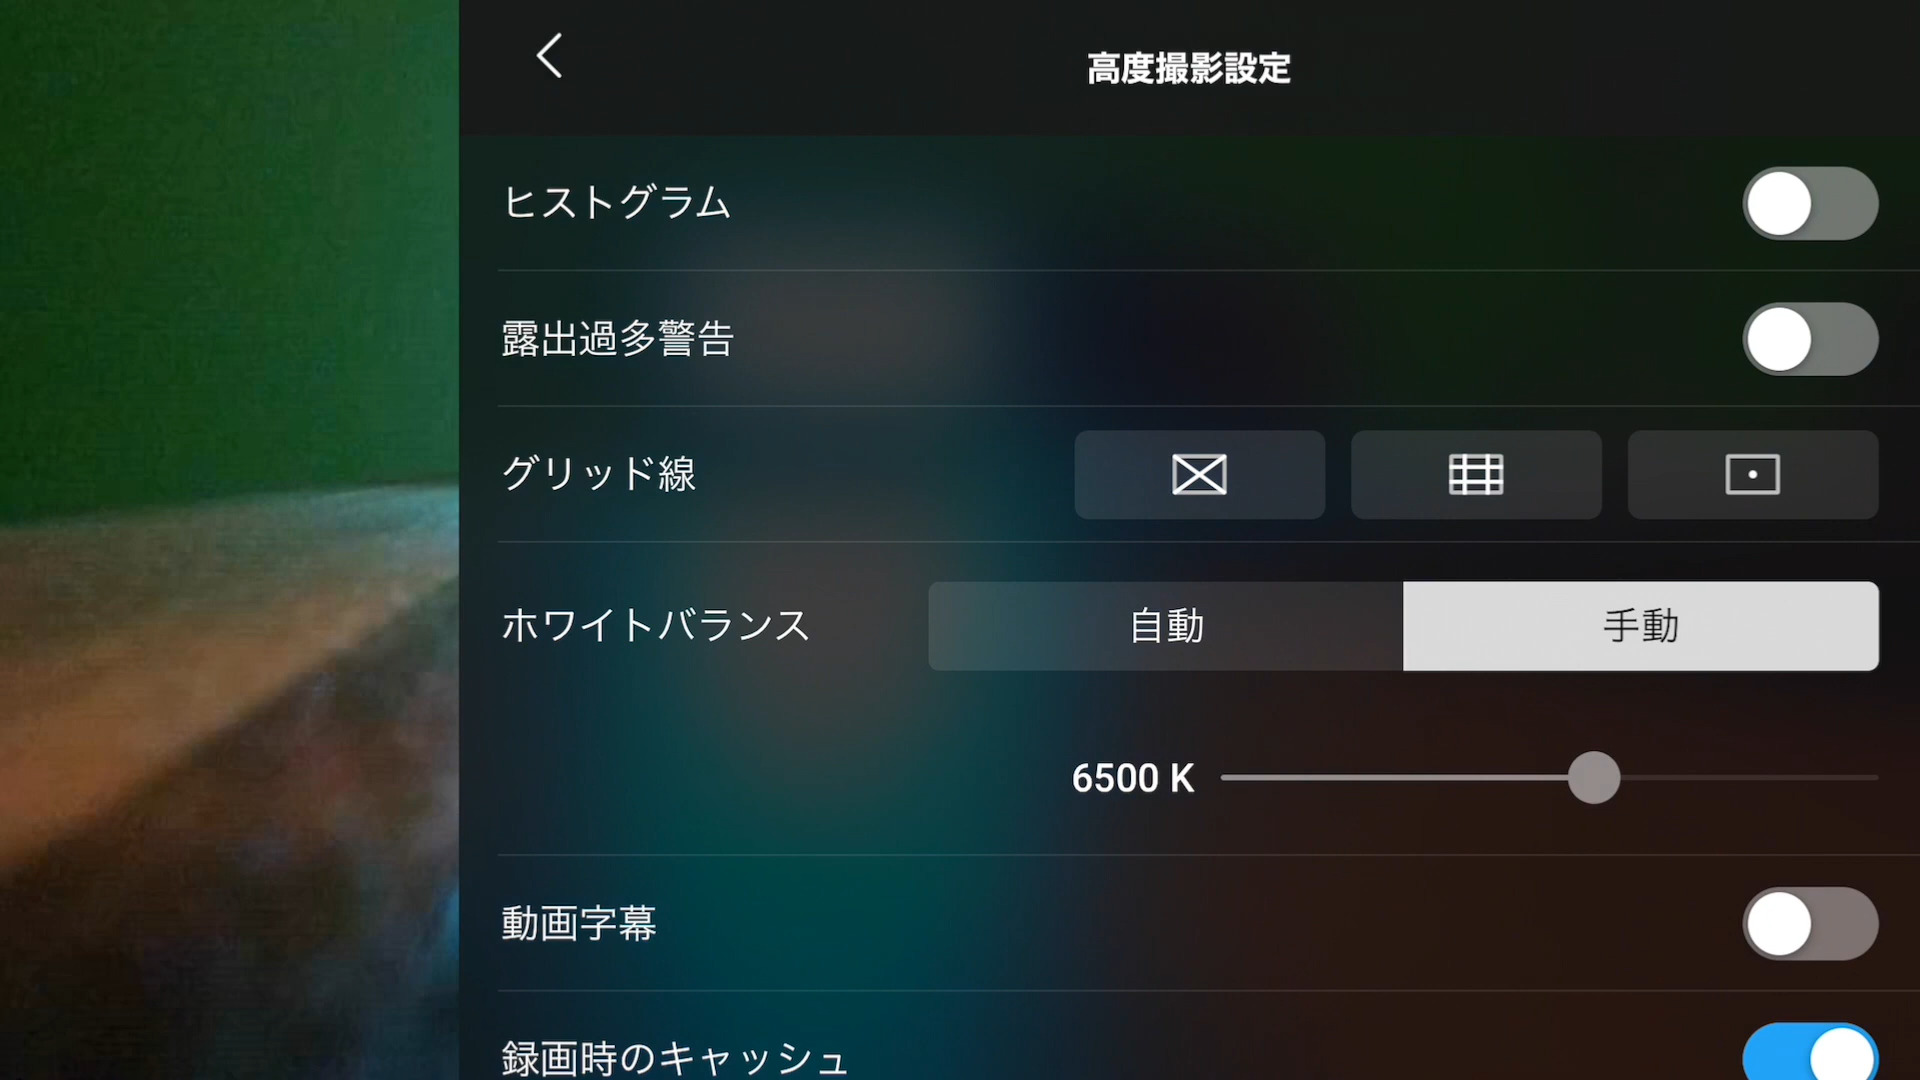 高度撮影設定
ヒストグラム
露出過多警告
グリッド線
ホワイトバランス
自動
手動
6500 K
動画字幕
録画時のキャッシュ